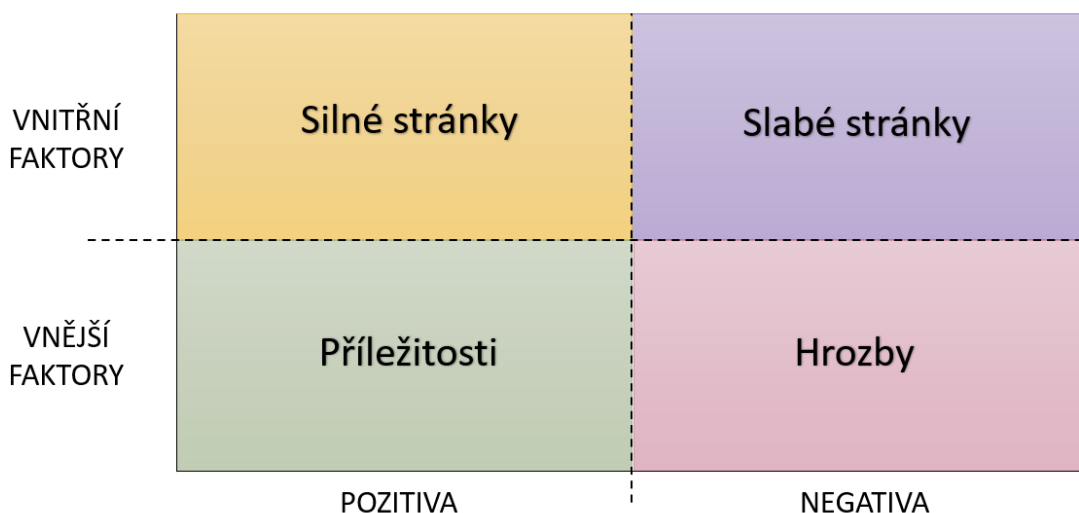 VNITŘNÍ
FAKTORY
Silné stránky
Slabé stránky
VNĚJŠÍ
FAKTORY
Příležitosti
Hrozby
POZITIVA
NEGATIVA